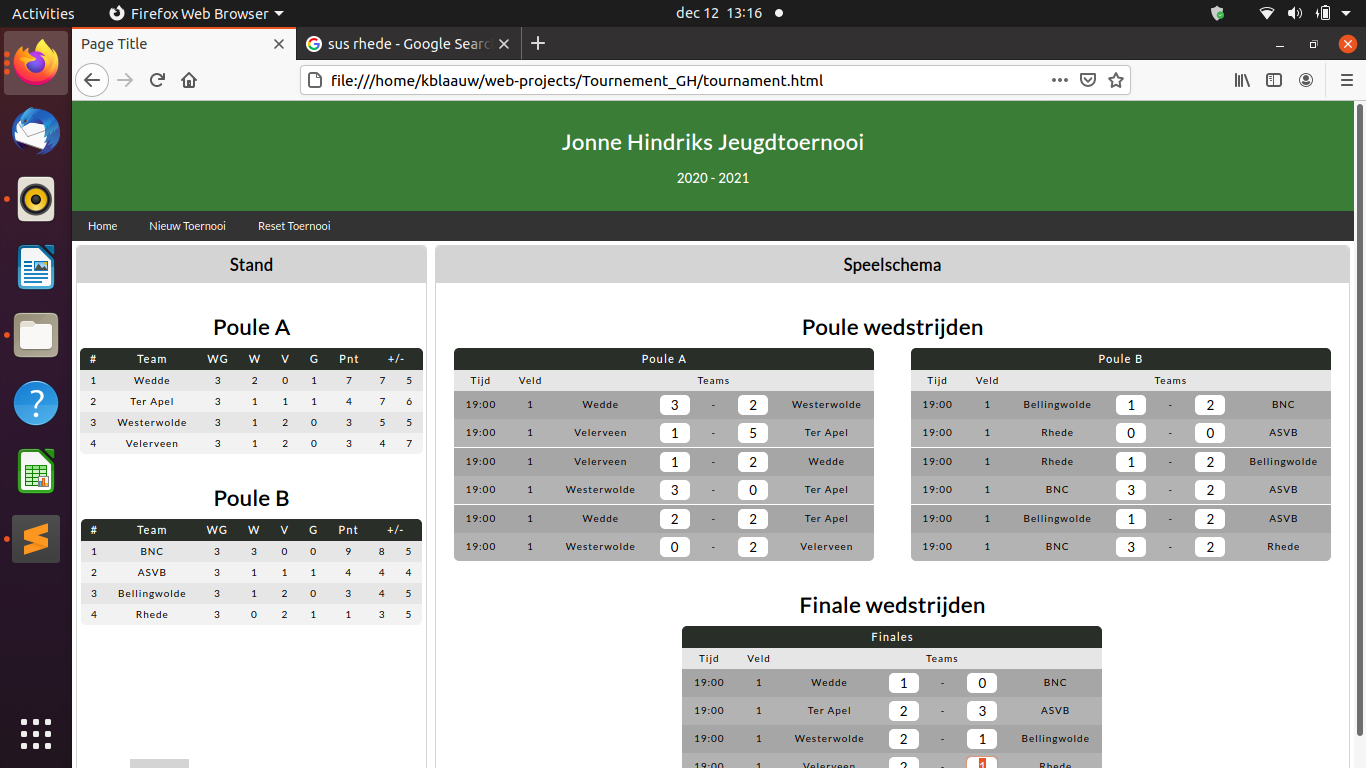 Activities Firefox Web Browser dec 12 13:16
Page Title sus rhede - Google Searc
file:///home/kblaauw/web-projects/Tournement_GH/tournament.html
Jonne Hindriks Jeugdtoernooi
2020 - 2021
Home Nieuw Toernooi Reset Toernooi
Stand
Poule A
# Team WG W V G Pnt +/-
1 Wedde 3 2 0 1 7 7 5
2 Ter Apel 3 1 1 1 4 7 6
3 Westerwolde 3 1 2 0 3 5 5
4 Velerveen 3 1 2 0 3 4 7
Poule B
# Team WG W V G Pnt +/-
1 BNC 3 3 0 0 9 8 5
2 ASVB 3 1 1 1 4 4 4
3 Bellingwolde 3 1 2 0 3 4 5
4 Rhede 3 0 2 1 1 3 5
Speelschema
Poule wedstrijden
Poule A
Tijd Veld Teams
19:00 1 Wedde 3 - 2 Westerwolde
19:00 1 Velerveen 1 - 5 Ter Apel
19:00 1 Velerveen 1 - 2 Wedde
19:00 1 Westerwolde 3 - 0 Ter Apel
19:00 1 Wedde 2 - 2 Ter Apel
19:00 1 Westerwolde 0 - 2 Velerveen
Poule B
Tijd Veld Teams
19:00 1 Bellingwolde 1 - 2 BNC
19:00 1 Rhede 0 - 0 ASVB
19:00 1 Rhede 1 - 2 Bellingwolde
19:00 1 BNC 3 - 2 ASVB
19:00 1 Bellingwolde 1 - 2 ASVB
19:00 1 BNC 3 - 2 Rhede
Finale wedstrijden
Finales
Tijd Veld Teams
19:00 1 Wedde 1 - 0 BNC
19:00 1 Ter Apel 2 - 3 ASVB
19:00 1 Westerwolde 2 - 1 Bellingwolde
19:00 1 Velerveen 2 - 1 Rhede